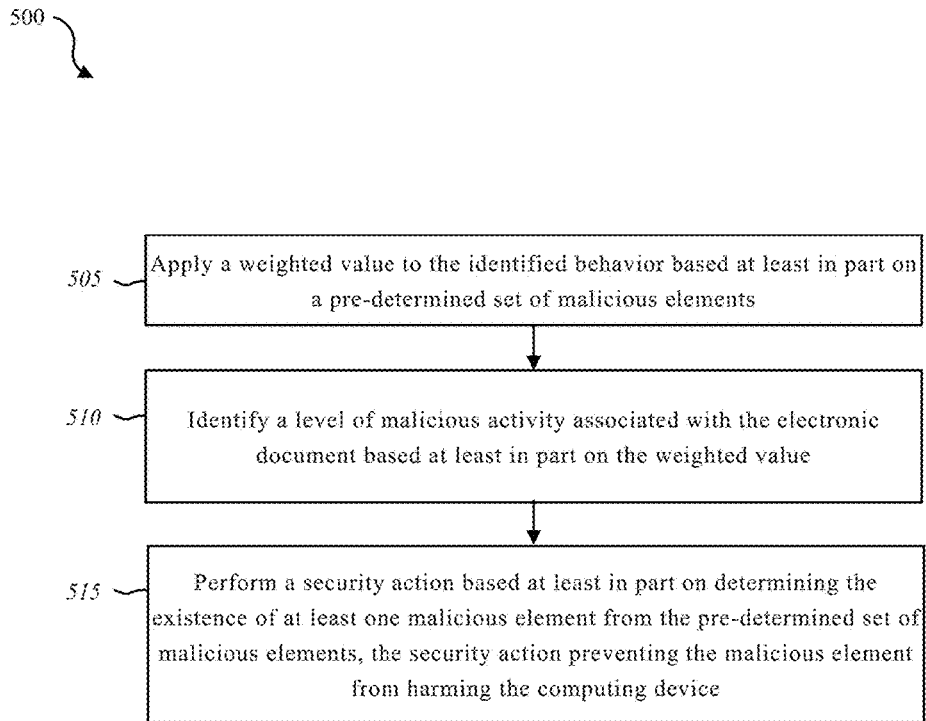 500
505
Apply a weighted value to the identified behavior based at least in part on
a pre-determined set of malicious elements
510
Identify a level of malicious activity associated with the electronic
document based at least in part on the weighted value
515
Perform a security action based at least in part on determining the
existence of at least one malicious element from the pre-determined set of
malicious elements, the security action preventing the malicious element
from harming the computing device